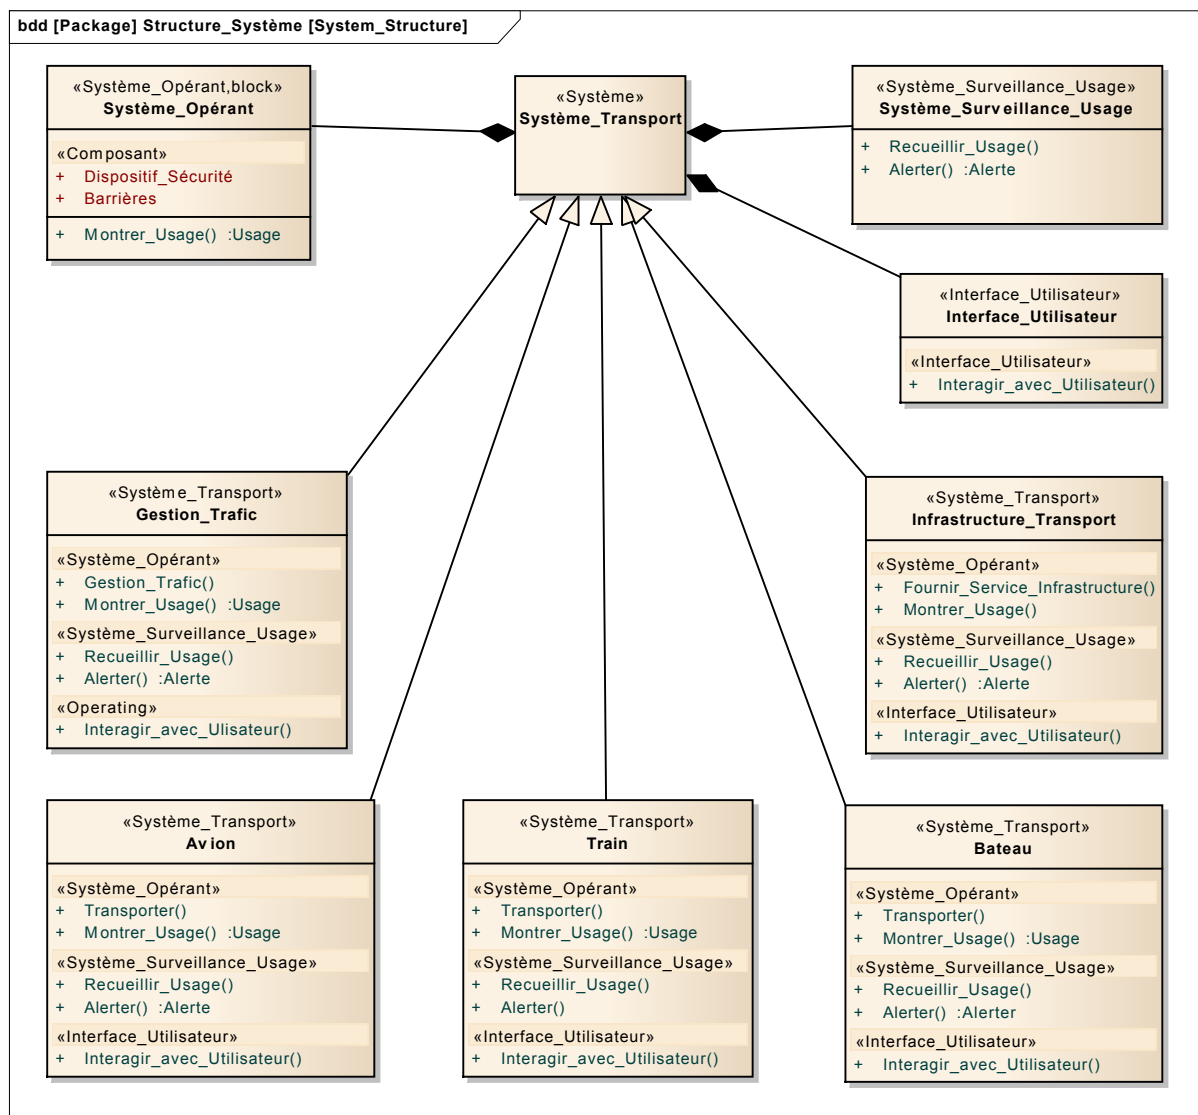 bdd [Package] Structure_Système [System_Structure]
«Système_Opérant,block»
Système_Opérant
«Composant»
+ Dispositif_Sécurité
+ Barrières
+ Montrer_Usage() :Usage
«Système»
Système_Transport
«Système_Surveillance_Usage»
Système_Surveillance_Usage
+ Recueillir_Usage()
+ Alerter() :Alerte
«Interface_Utilisateur»
Interface_Utilisateur
«Interface_Utilisateur»
+ Interagir_avec_Utilisateur()
«Système_Transport»
Gestion_Trafic
«Système_Opérant»
+ Gestion_Trafic()
+ Montrer_Usage() :Usage
«Système_Surveillance_Usage»
+ Recueillir_Usage()
+ Alerter() :Alerte
«Operating»
+ Interagir_avec_Ulisateur()
«Système_Transport»
Infrastructure_Transport
«Système_Opérant»
+ Fournir_Service_Infrastructure()
+ Montrer_Usage()
«Système_Surveillance_Usage»
+ Recueillir_Usage()
+ Alerter() :Alerte
«Interface_Utilisateur»
+ Interagir_avec_Utilisateur()
«Système_Transport»
Avion
«Système_Opérant»
+ Transporter()
+ Montrer_Usage() :Usage
«Système_Surveillance_Usage»
+ Recueillir_Usage()
+ Alerter() :Alerte
«Interface_Utilisateur»
+ Interagir_avec_Utilisateur()
«Système_Transport»
Train
«Système_Opérant»
+ Transporter()
+ Montrer_Usage() :Usage
«Système_Surveillance_Usage»
+ Recueillir_Usage()
+ Alerter()
«Interface_Utilisateur»
+ Interagir_avec_Utilisateur()
«Système_Transport»
Bateau
«Système_Opérant»
+ Transporter()
+ Montrer_Usage() :Usage
«Système_Surveillance_Usage»
+ Recueillir_Usage()
+ Alerter() :Alerter
«Interface_Utilisateur»
+ Interagir_avec_Utilisateur()